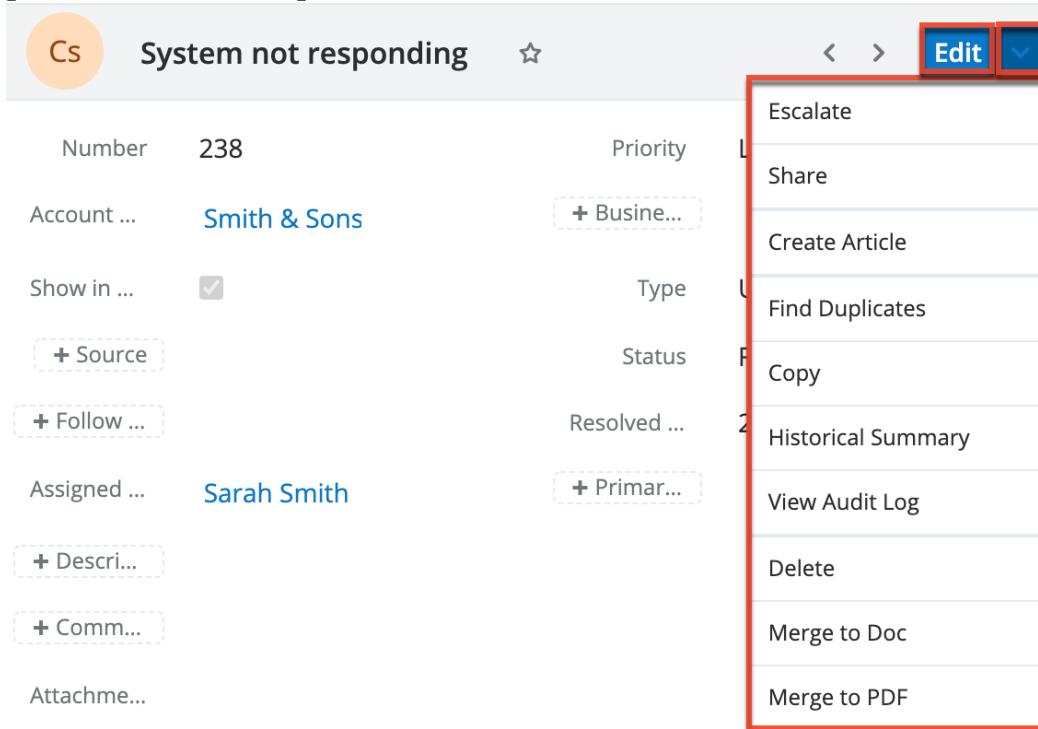 Cs System not responding Edit
Escalate
Number 238 Priority L
Share
Account ... Smith & Sons + Busine...
Create Article
Show in ... Type
Find Duplicates
+ Source Status
Copy
+ Follow ... Resolved ... 2
Historical Summary
Assigned ... Sarah Smith + Primar...
View Audit Log
+ Descri...
Delete
+ Comm...
Merge to Doc
Attachme...
Merge to PDF